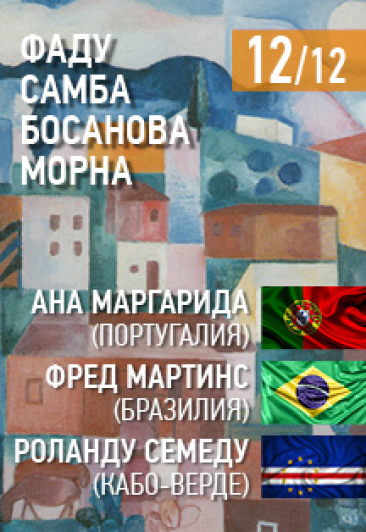 ФАДУ
САМБА
БОСАНОВА
МОРНА
12/12
АНА МАРГАРИДА
(ПОРТУГАЛИЯ)
ФРЕД МАРТИНС
(БРАЗИЛИЯ)
РОЛАНДУ СЕМЕДУ
(КАБО-ВЕРДЕ)